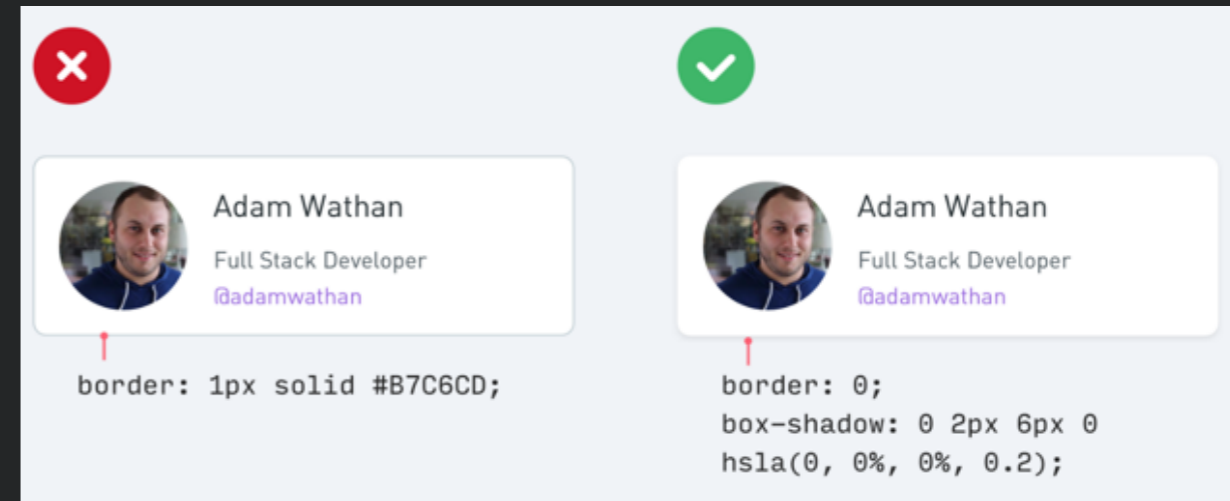 Adam Wathan
Full Stack Developer
@adamwathan
border: 1px solid #B7C6CD;
Adam Wathan
Full Stack Developer
@adamwathan
border: 0;
box-shadow: 0 2px 6px 0
hsla(0, 0%, 0%, 0.2);